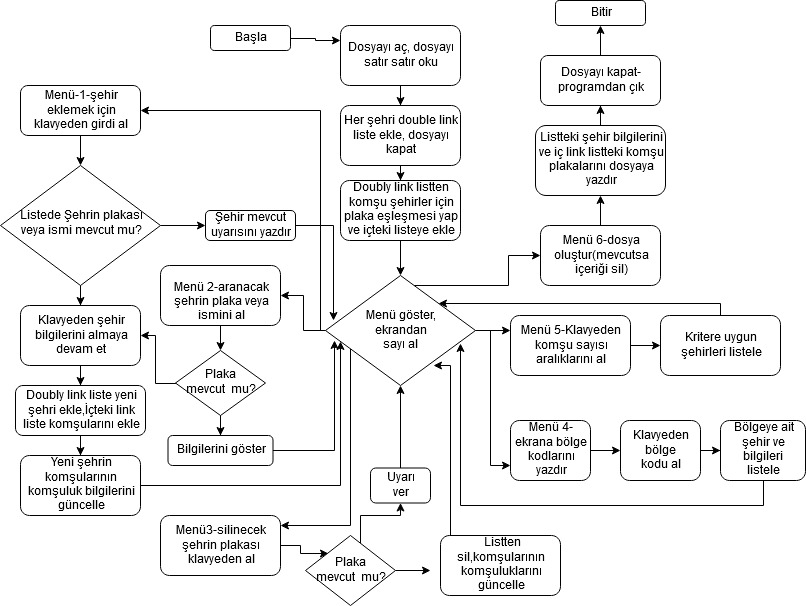 Başla
Dosyayı aç, dosyayı
satır satır oku
Her şehri double link
liste ekle, dosyayı
kapat
Doubly link listten
komşu şehirler için
plaka eşleşmesi yap
ve içteki listeye ekle
Menü göster,
ekrandan
sayı al
Menü-1-şehir
eklemek için
klavyeden girdi al
Listede Şehrin plakası
veya ismi mevcut mu?
Şehir mevcut
uyarısını yazdır
Klavyeden şehir
bilgilerini almaya
devam et
Doubly link liste yeni
şehri ekle,İçteki link
liste komşularını ekle
Yeni şehrin
komşularının
komşuluk bilgilerini
güncelle
Menü 2-aranacak
şehrin plaka veya
ismini al
Plaka
mevcut mu?
Bilgilerini göster
Menü3-silinecek
şehrin plakası
klavyeden al
Plaka
mevcut mu?
Uyarı
ver
Listten
sil,komşularının
komşuluklarını
güncelle
Menü 4-
ekrana bölge
kodlarını
yazdır
Klavyeden
bölge
kodu al
Bölgeye ait
şehir ve
bilgileri
listele
Menü 5-Klavyeden
komşu sayısı
aralıklarını al
Kritere uygun
şehirleri listele
Menü 6-dosya
oluştur(mevcutsa
içeriği sil)
Listteki şehir bilgilerini
ve iç link listteki komşu
plakalarını dosyaya
yazdır
Dosyayı kapat-
programdan çık
Bitir